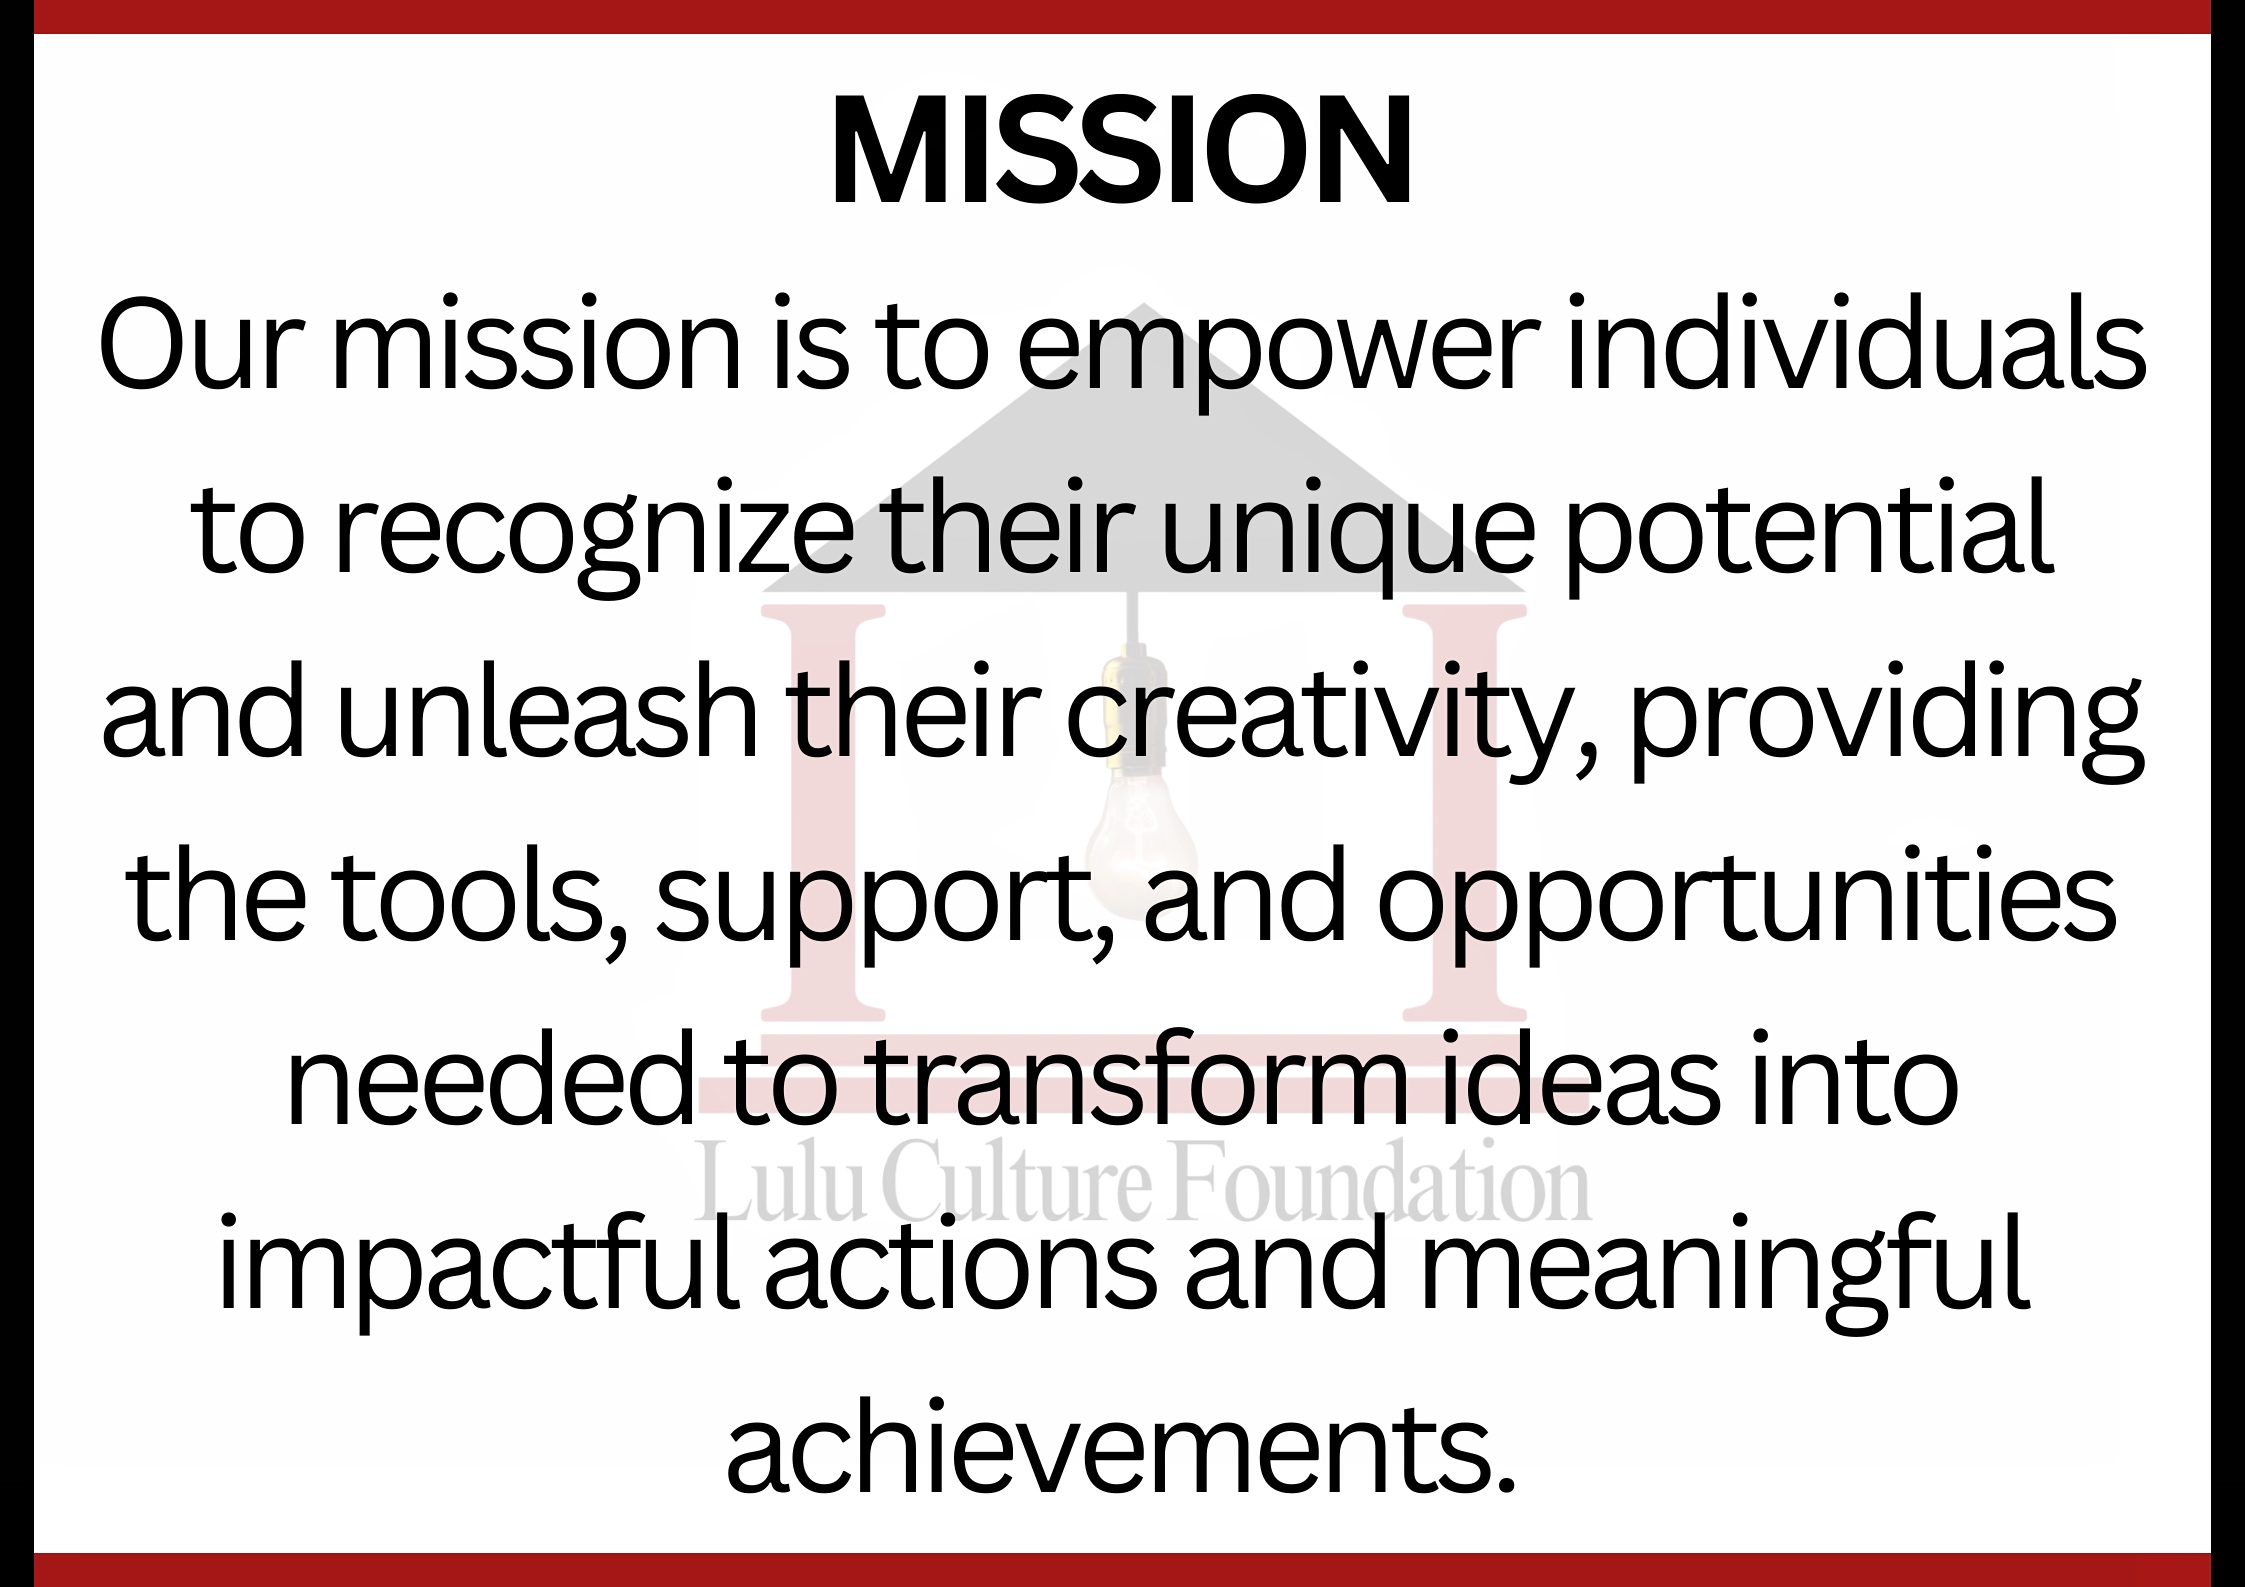 MISSION
Our mission is to empower individuals
to recognize their unique potential
and unleash their creativity, providing
the tools, support, and opportunities
needed to transform ideas into
Lulu Culture Foundation
impactful actions and meaningful
achievements.